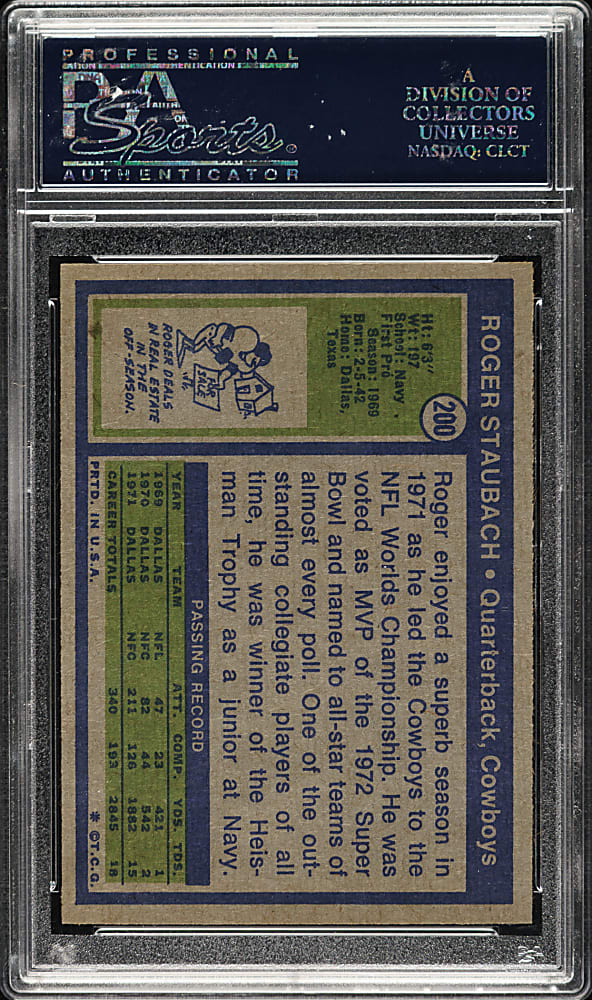 PROFESSIONAL
PSA
Sports
AUTHENTICATOR
A
DIVISION OF
COLLECTORS
UNIVERSE
NASDAQ: CLCT
ROGER STAUBACH • Quarterback, Cowboys
200
Ht: 6'3"
Wt: 197
School: Navy
First Pro
Season: 1969
Born: 2-5-42
Home: Dallas,
Texas
FOR
SALE
ROGER DEALS
IN REAL ESTATE
IN THE
OFF-SEASON.
Roger enjoyed a superb season in
1971 as he led the Cowboys to the
NFL Worlds Championship. He was
voted as MVP of the 1972 Super
Bowl and named to all-star teams of
almost every poll. One of the out-
standing collegiate players of all
time, he was winner of the Heis-
man Trophy as a junior at Navy.
PASSING RECORD
YEAR TEAM ATT. COMP. YDS. TDS.
1969 DALLAS NFL 47 23 421 1
1970 DALLAS NFC 82 44 542 2
1971 DALLAS NFC 211 126 1882 15
CAREER TOTALS 340 193 2845 18
PRTD. IN U.S.A. * ©T.C.G.